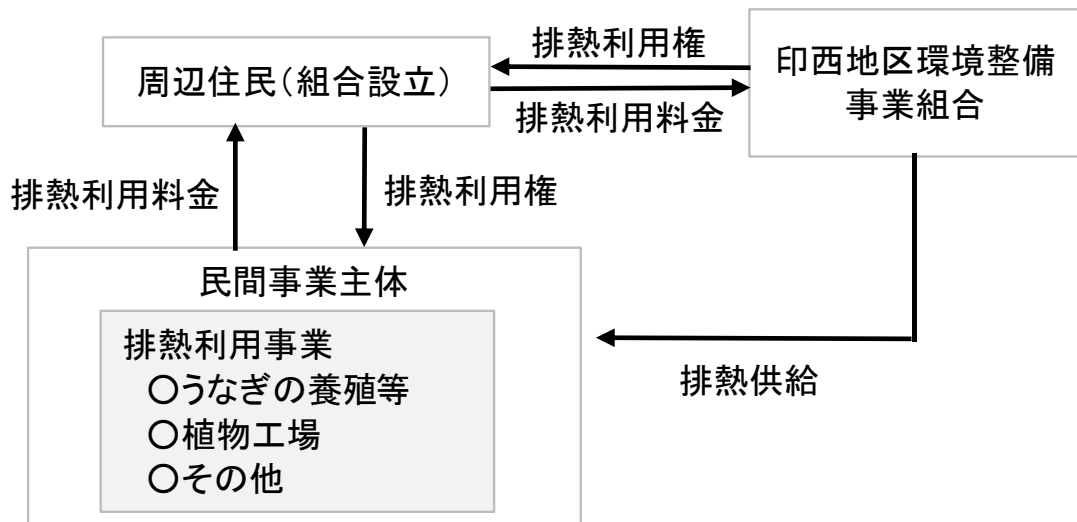 排熱利用権
周辺住民(組合設立)
印西地区環境整備
事業組合
排熱利用料金
排熱利用料金
排熱利用権
民間事業主体
排熱利用事業
○うなぎの養殖等
○植物工場
○その他
排熱供給